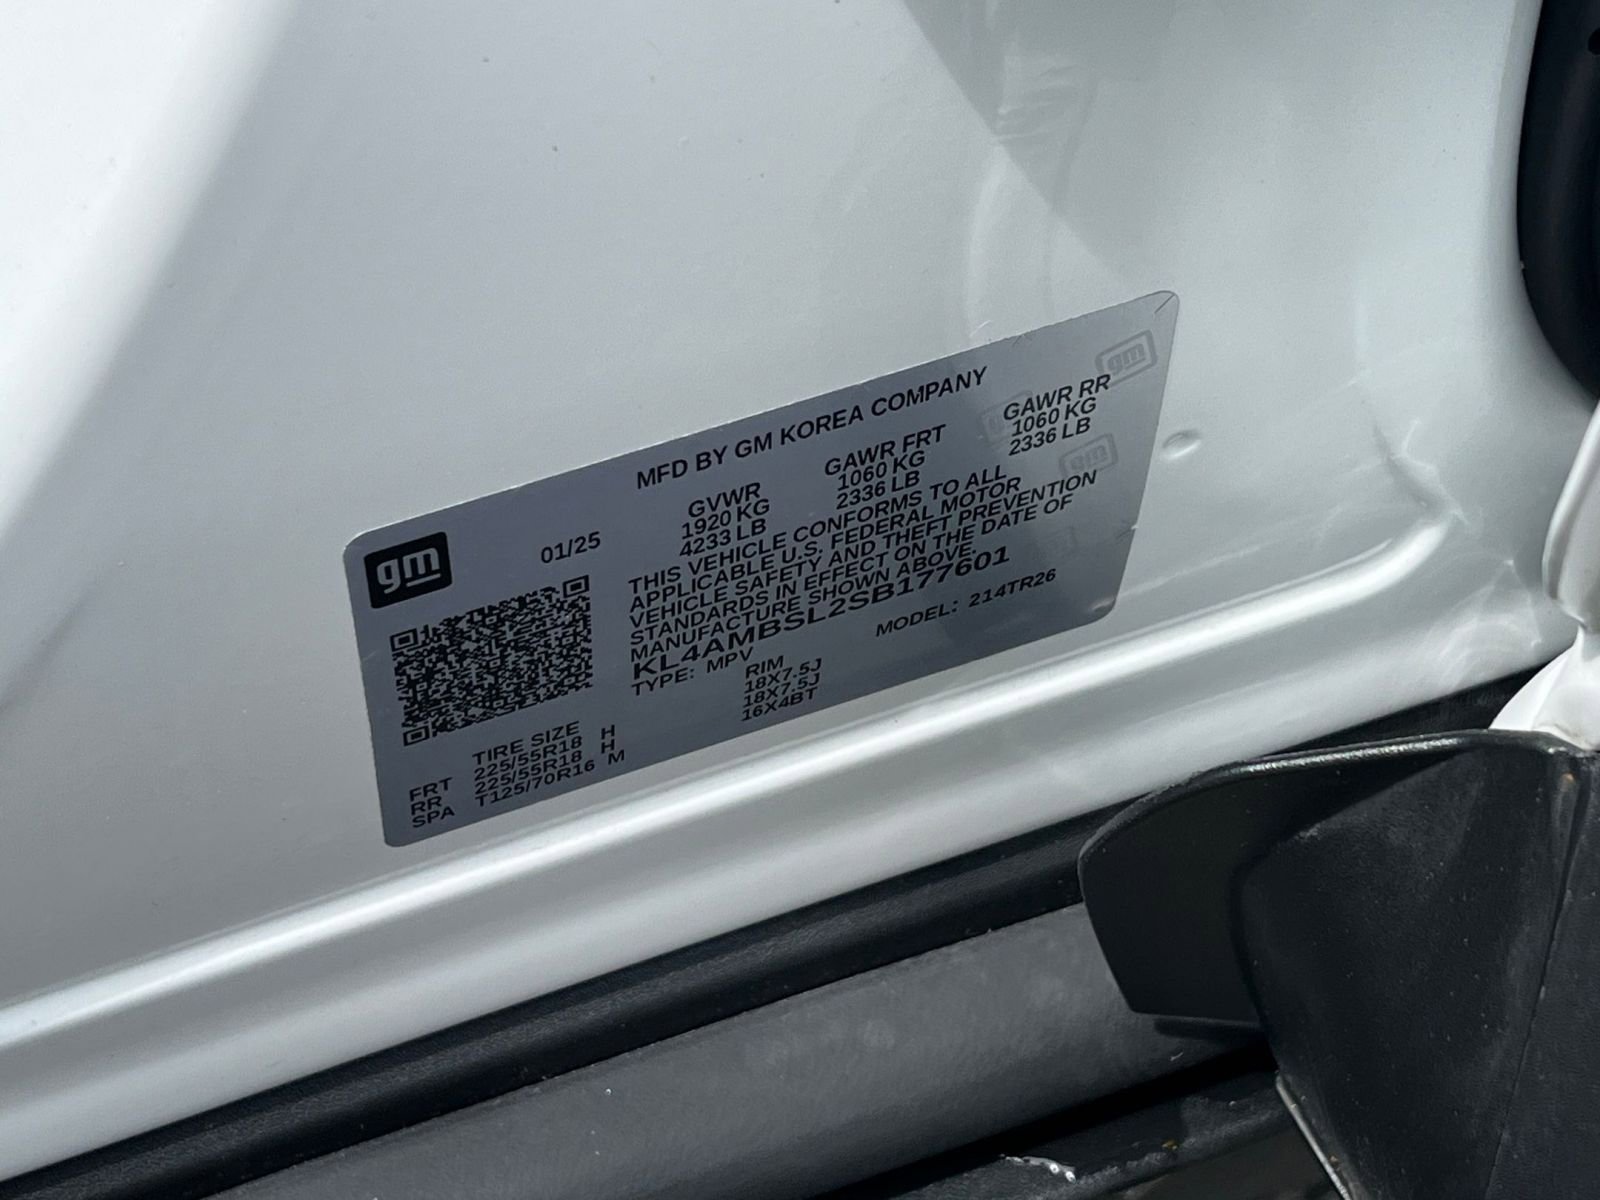 MFD BY GM KOREA COMPANY
gm
01/25
GVWR GAWR FRT GAWR RR
1920 KG 1060 KG 1060 KG
4233 LB 2336 LB 2336 LB
THIS VEHICLE CONFORMS TO ALL
APPLICABLE U.S. FEDERAL MOTOR
VEHICLE SAFETY AND THEFT PREVENTION
STANDARDS IN EFFECT ON THE DATE OF
MANUFACTURE SHOWN ABOVE.
KL4AMBSL2SB177601
TYPE: MPV MODEL: 214TR26
TIRE SIZE RIM
FRT 225/55R18 H 18X7.5J
RR 225/55R18 H 18X7.5J
SPA T125/70R16 M 16X4BT
gm
gm